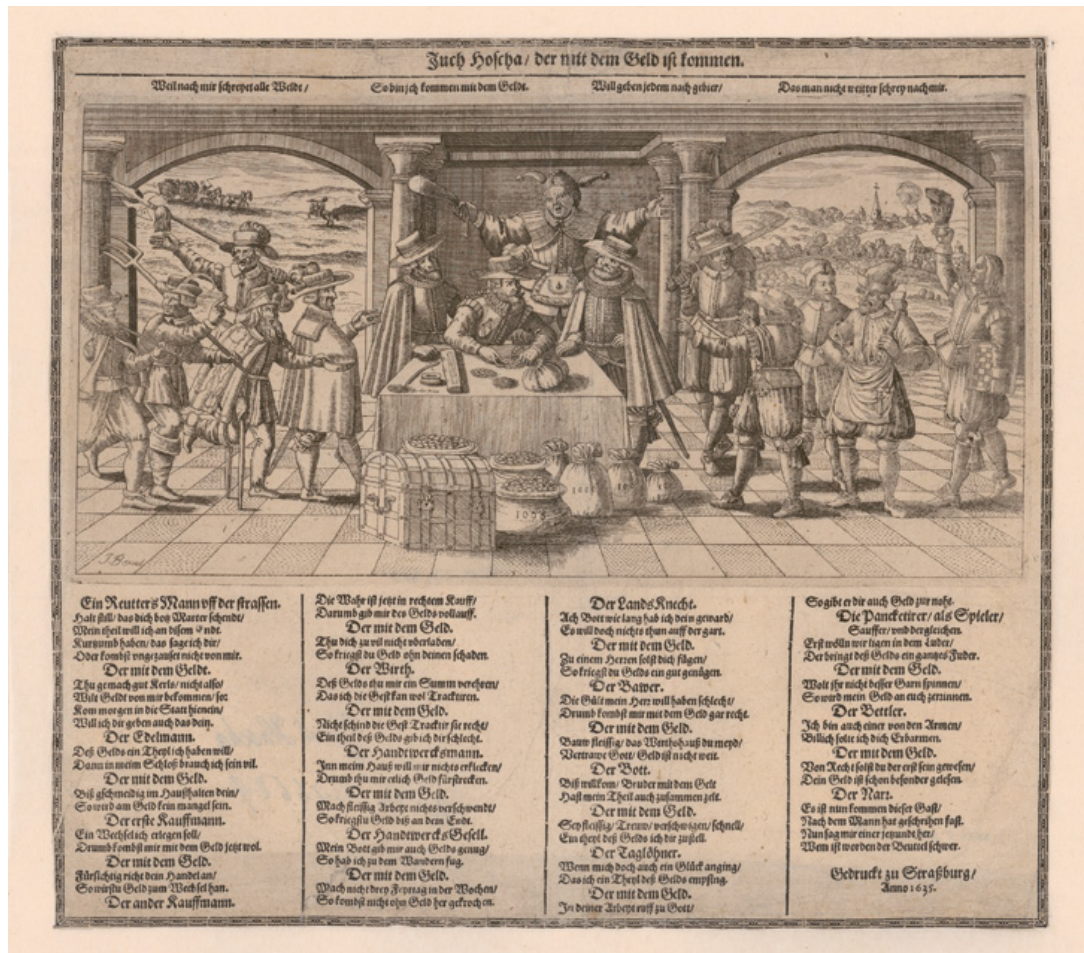 Juch Hoscha / der mit dem Geld ist kommen.
Weil nach mir schreyet alle Weldt /
So bin jch kommen mit dem Geldt.
Will geben jedem nach gebier /
Das man nicht weitter schrey nach mir.
1635
Ein Reutters Mann vff der strassen.
Halt still / das dich botz Marter schendt /
Mein theil will ich an disem
Kurtzumb haben / das sage ich dir /
Oder kombst vngezauset nicht von mir.
Der mit dem Geldt.
Thu gemach gut Kerls / nicht also /
Wilt Geldt von mir bekommen /
Kom morgen in die Statt hienein /
Will ich dir geben auch das dein.
Der Edelmann.
Deß Gelds ein Theyl ich haben will /
Dann in meim Schloß brauch ich sein vil.
Der mit dem Geld.
Biß gschmeidig im Haußhalten dein /
So wird am Geld kein mangel sein.
Der erste Kauffmann.
Ein Wechsel ich erlegen soll /
Drumb kombst mir mit dem Geld jetzt wol.
Der mit dem Geld.
Fürsichtig richt dein Handel an /
So wirstu Geld zum Wechsel han.
Der ander Kauffmann.
Die Wahr ist jetzt in rechtem Kauff /
Darumb gib mir des Gelds vollauff.
Der mit dem Geld.
Thu dich zu vil nicht vberladen /
So kriegst du Geld ohn deinen schaden.
Der Wirth.
Deß Gelds thu mir ein Summ verehren /
Das ich die Gest kan wol Tracktieren.
Der mit dem Geld.
Nicht schind die Gest Tracktir sie recht /
Ein theil deß Gelds gib ich dir schlecht.
Der Handtwercksmann.
Jnn meim Hauß will mir nichts erklecken /
Drumb thu mir etlich Geld fürstrecken.
Der mit dem Geld.
Mach fleissig Arbeyt nichts verschwendt /
So kriegstu Geld biß an dein Endt.
Der Handtwercks Gesell.
Mein Bott gib mir auch Gelds genug /
So hab ich zu dem Wandern fug.
Der mit dem Geld.
Mach nicht drey Feyrtag in der Wochen /
So kombst nicht ohn Geld her gekrochen.
Der Lands Knecht.
Ach Bott wie lang hab ich dein gewardt /
Es will doch nichts thun auff der gart.
Der mit dem Geld.
Zu einem Herren solst dich fügen /
So kriegstu Gelds ein gut genügen.
Der Bawer.
Die Gült mein Herr will haben schlecht /
Drumb kombst mir mit dem Geld gar recht.
Der mit dem Geld.
Bauw fleissig / das Wirthshauß du meyd /
Vertrawe Gott / Geld ist nicht weit.
Der Bott.
Biß willkom / Bruder mit dem Gelt
Hast mein Theil auch zusammen zelt.
Der mit dem Geld.
Sey fleissig / Trew / verschwigen / schnell /
Ein theyl deß Gelds ich dir zustell.
Der Taglöhner.
Wenn mich doch auch ein Glück anging /
Das ich ein Theyl deß Gelds empfing.
Der mit dem Geld.
In deiner Arbeyt ruff zu Gott /
So gibt er dir auch Geld zur noht.
Die Pancketirer / als Spieler /
Sauffer / vnd dergleichen.
Erst wölln wir ligen in dem Luder /
Der bringt deß Gelds ein gantzes Fuder.
Der mit dem Geld.
Wolt ihr nicht besser Garn spinnen /
So wird mein Geld an euch zerrinnen.
Der Bettler.
Jch bin auch einer von den Armen /
Billich solte ich dich Erbarmen.
Der mit dem Geld.
Von Recht solst du der erst sein gewesen /
Dein Geld ist schon besonder gelesen.
Der Narr.
Es ist nun kommen dieser Gast /
Nach dem Mann hat geschrihen fast.
Nun sag mir einer jetzundt her /
Wem ist worden der Beutel schwer.
Gedruckt zu Straßburg /
Anno 1635.